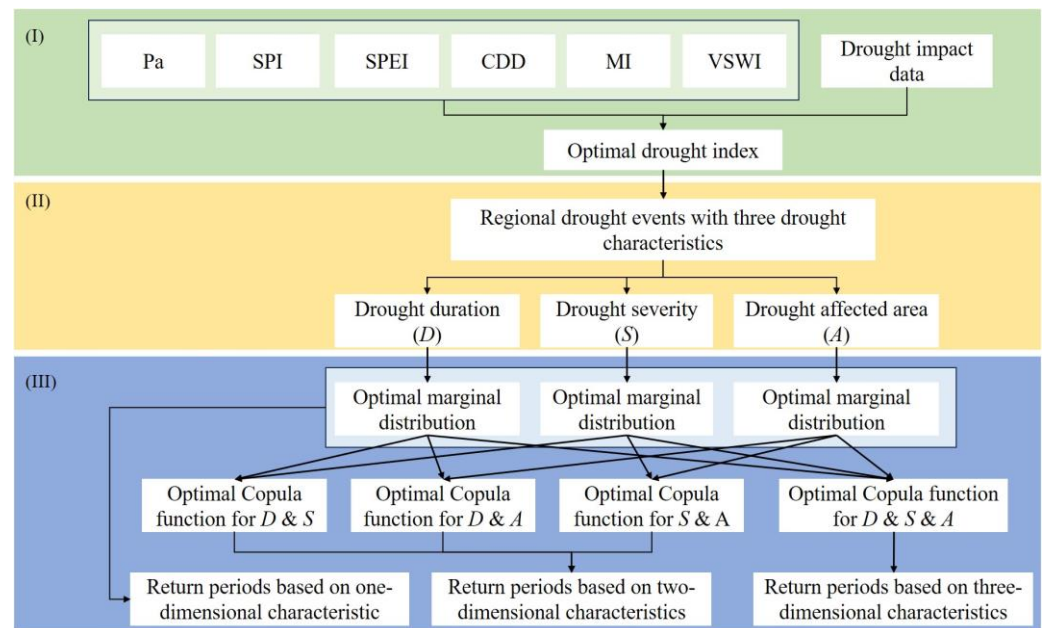 (I)
Pa
SPI
SPEI
CDD
MI
VSWI
Drought impact
data
Optimal drought index
(II)
Regional drought events with three drought
characteristics
Drought duration
(D)
Drought severity
(S)
Drought affected area
(A)
(III)
Optimal marginal
distribution
Optimal marginal
distribution
Optimal marginal
distribution
Optimal Copula
function for D & S
Optimal Copula
function for D & A
Optimal Copula
function for S & A
Optimal Copula function
for D & S & A
Return periods based on one-
dimensional characteristic
Return periods based on two-
dimensional characteristics
Return periods based on three-
dimensional characteristics